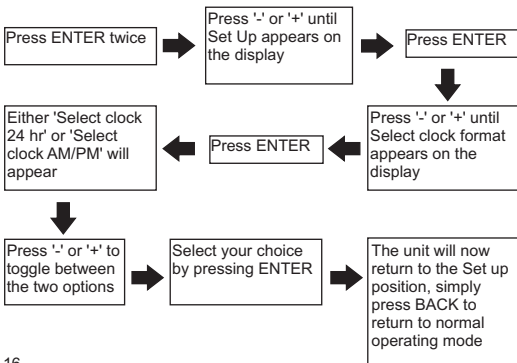 Press ENTER twice
Press '-' or '+' until
Set Up appears on
the display
Press ENTER
Press '-' or '+' until
Select clock format
appears on the
display
Press ENTER
Either 'Select clock
24 hr' or 'Select
clock AM/PM' will
appear
Press '-' or '+' to
toggle between
the two options
Select your choice
by pressing ENTER
The unit will now
return to the Set up
position, simply
press BACK to
return to normal
operating mode
16